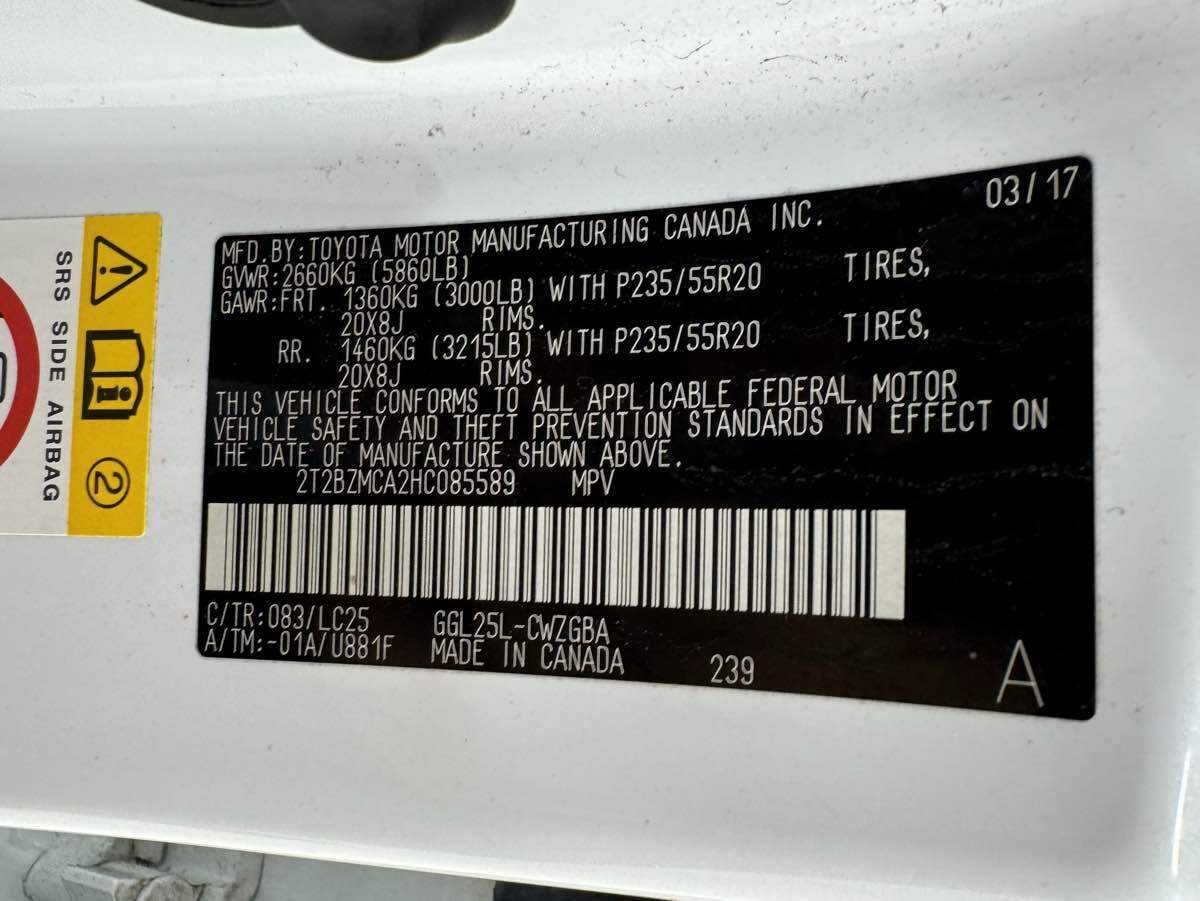 03/17
MFD.BY:TOYOTA MOTOR MANUFACTURING CANADA INC.
GVWR:2660KG (5860LB)
GAWR:FRT. 1360KG (3000LB) WITH P235/55R20 TIRES,
20X8J RIMS.
RR. 1460KG (3215LB) WITH P235/55R20 TIRES,
20X8J RIMS.
THIS VEHICLE CONFORMS TO ALL APPLICABLE FEDERAL MOTOR
VEHICLE SAFETY AND THEFT PREVENTION STANDARDS IN EFFECT ON
THE DATE OF MANUFACTURE SHOWN ABOVE.
2T2BZMCA2HC085589 MPV
C/TR:083/LC25 GGL25L-CWZGBA
A/TM:-01A/U881F MADE IN CANADA 239 A
SRS SIDE AIRBAG
2